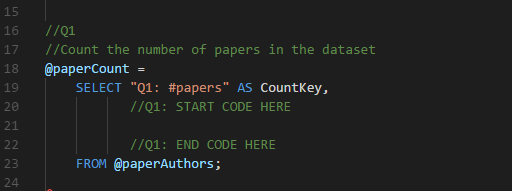 15
16 //Q1
17 //Count the number of papers in the dataset
18 @paperCount =
19 SELECT "Q1: #papers" AS CountKey,
20 //Q1: START CODE HERE
21
22 //Q1: END CODE HERE
23 FROM @paperAuthors;
24